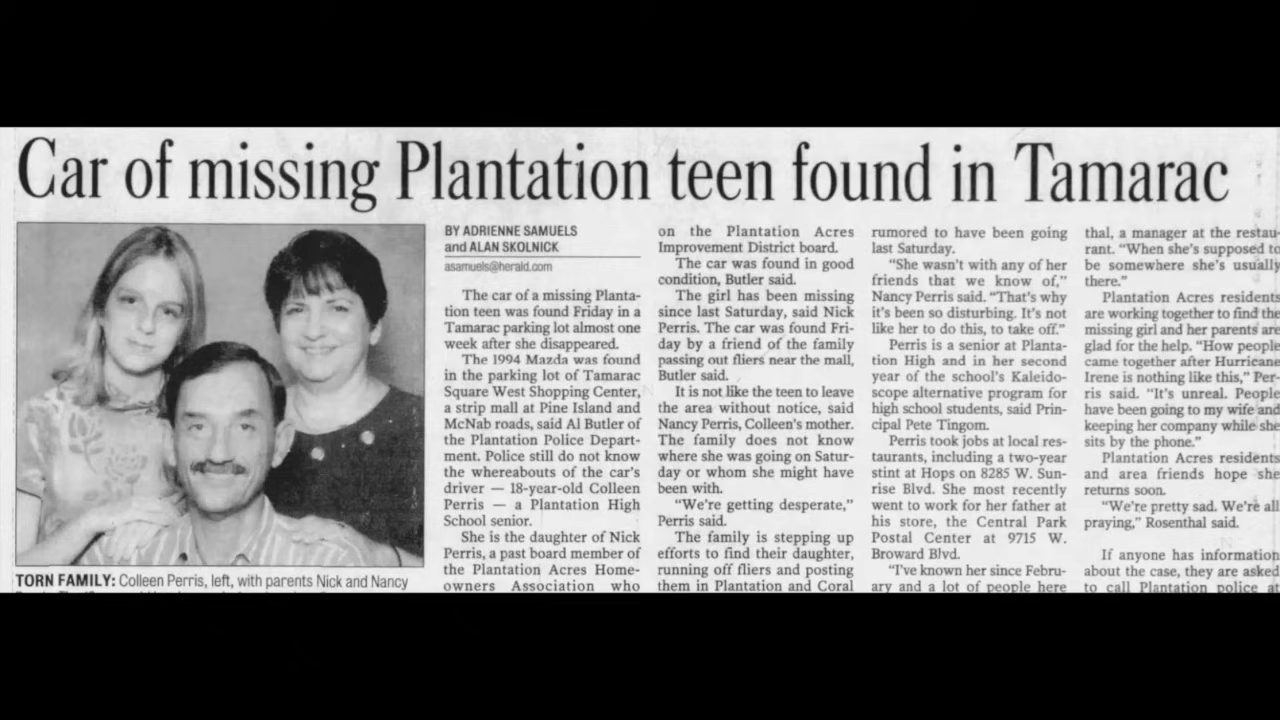 Car of missing Plantation teen found in Tamarac
BY ADRIENNE SAMUELS
and ALAN SKOLNICK
asamuels@herald.com
The car of a missing Planta-
tion teen was found Friday in a
Tamarac parking lot almost one
week after she disappeared.
The 1994 Mazda was found
in the parking lot of Tamarac
Square West Shopping Center,
a strip mall at Pine Island and
McNab roads, said Al Butler of
the Plantation Police Depart-
ment. Police still do not know
the whereabouts of the car's
driver — 18-year-old Colleen
Perris — a Plantation High
School senior.
She is the daughter of Nick
Perris, a past board member of
the Plantation Acres Home-
owners Association who
on the Plantation Acres
Improvement District board.
The car was found in good
condition, Butler said.
The girl has been missing
since last Saturday, said Nick
Perris. The car was found Fri-
day by a friend of the family
passing out fliers near the mall,
Butler said.
It is not like the teen to leave
the area without notice, said
Nancy Perris, Colleen's mother.
The family does not know
where she was going on Satur-
day or whom she might have
been with.
"We're getting desperate,"
Perris said.
The family is stepping up
efforts to find their daughter,
running off fliers and posting
them in Plantation and Coral
rumored to have been going
last Saturday.
"She wasn't with any of her
friends that we know of,"
Nancy Perris said. "That's why
it's been so disturbing. It's not
like her to do this, to take off."
Perris is a senior at Planta-
tion High and in her second
year of the school's Kaleido-
scope alternative program for
high school students, said Prin-
cipal Pete Tingom.
Perris took jobs at local res-
taurants, including a two-year
stint at Hops on 8285 W. Sun-
rise Blvd. She most recently
went to work for her father at
his store, the Central Park
Postal Center at 9715 W.
Broward Blvd.
"I've known her since Febru-
ary and a lot of people here
thal, a manager at the restau-
rant. "When she's supposed to
be somewhere she's usually
there."
Plantation Acres residents
are working together to find the
missing girl and her parents are
glad for the help. "How people
came together after Hurricane
Irene is nothing like this," Per-
ris said. "It's unreal. People
have been going to my wife and
keeping her company while she
sits by the phone."
Plantation Acres residents
and area friends hope she
returns soon.
"We're pretty sad. We're all
praying," Rosenthal said.
If anyone has information
about the case, they are asked
to call Plantation police at
TORN FAMILY: Colleen Perris, left, with parents Nick and Nancy